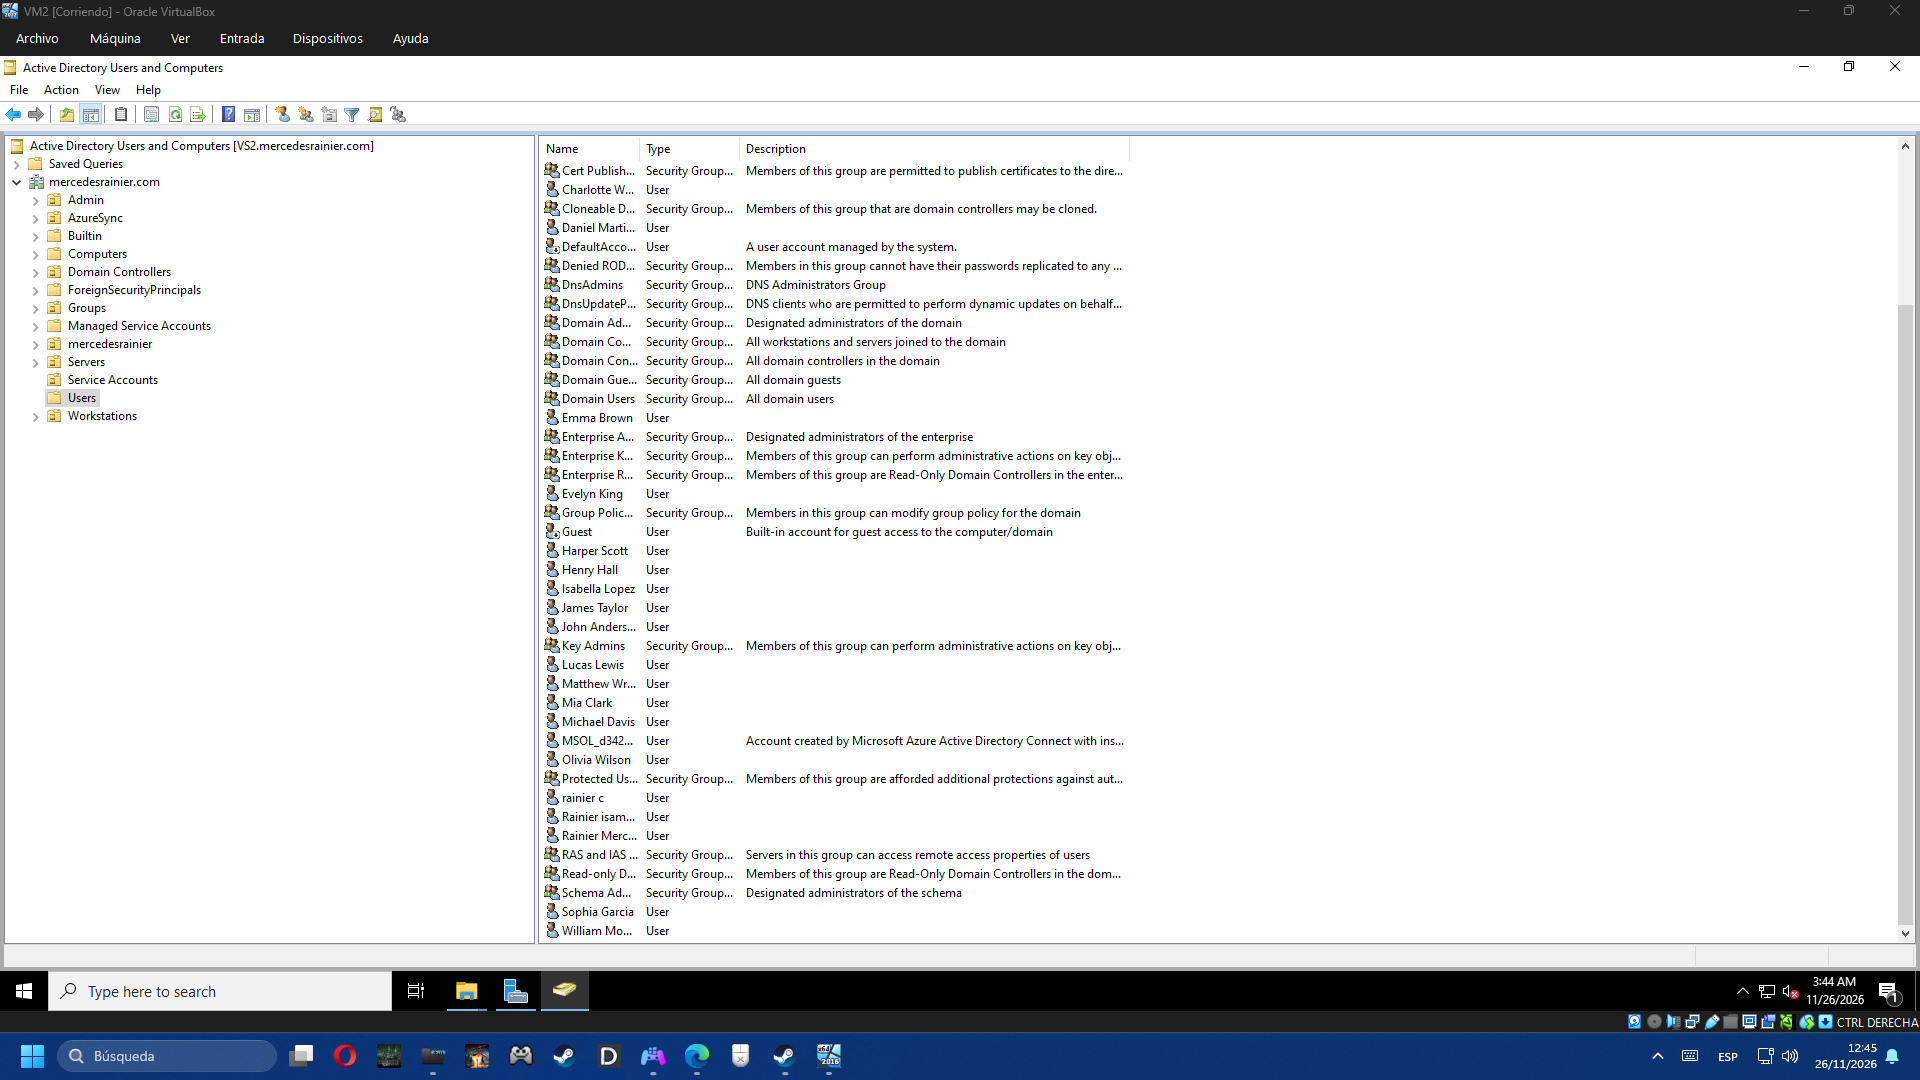 VM2 [Corriendo] - Oracle VirtualBox
Archivo Máquina Ver Entrada Dispositivos Ayuda
Active Directory Users and Computers
File Action View Help
Active Directory Users and Computers [VS2.mercedesrainier.com]
Saved Queries
mercedesrainier.com
Admin
AzureSync
Builtin
Computers
Domain Controllers
ForeignSecurityPrincipals
Groups
Managed Service Accounts
mercedesrainier
Servers
Service Accounts
Users
Workstations
Name Type Description
Cert Publish... Security Group... Members of this group are permitted to publish certificates to the dire...
Charlotte W... User
Cloneable D... Security Group... Members of this group that are domain controllers may be cloned.
Daniel Marti... User
DefaultAcco... User A user account managed by the system.
Denied ROD... Security Group... Members in this group cannot have their passwords replicated to any ...
DnsAdmins Security Group... DNS Administrators Group
DnsUpdateP... Security Group... DNS clients who are permitted to perform dynamic updates on behalf...
Domain Ad... Security Group... Designated administrators of the domain
Domain Co... Security Group... All workstations and servers joined to the domain
Domain Con... Security Group... All domain controllers in the domain
Domain Gue... Security Group... All domain guests
Domain Users Security Group... All domain users
Emma Brown User
Enterprise A... Security Group... Designated administrators of the enterprise
Enterprise K... Security Group... Members of this group can perform administrative actions on key obj...
Enterprise R... Security Group... Members of this group are Read-Only Domain Controllers in the enter...
Evelyn King User
Group Polic... Security Group... Members in this group can modify group policy for the domain
Guest User Built-in account for guest access to the computer/domain
Harper Scott User
Henry Hall User
Isabella Lopez User
James Taylor User
John Anders... User
Key Admins Security Group... Members of this group can perform administrative actions on key obj...
Lucas Lewis User
Matthew Wr... User
Mia Clark User
Michael Davis User
MSOL_d342... User Account created by Microsoft Azure Active Directory Connect with ins...
Olivia Wilson User
Protected Us... Security Group... Members of this group are afforded additional protections against aut...
rainier c User
Rainier isam... User
Rainier Merc... User
RAS and IAS ... Security Group... Servers in this group can access remote access properties of users
Read-only D... Security Group... Members of this group are Read-Only Domain Controllers in the dom...
Schema Ad... Security Group... Designated administrators of the schema
Sophia Garcia User
William Mo... User
Type here to search
3:44 AM
11/26/2026
1
CTRL DERECHA
Búsqueda
2016
ESP
12:45
26/11/2026